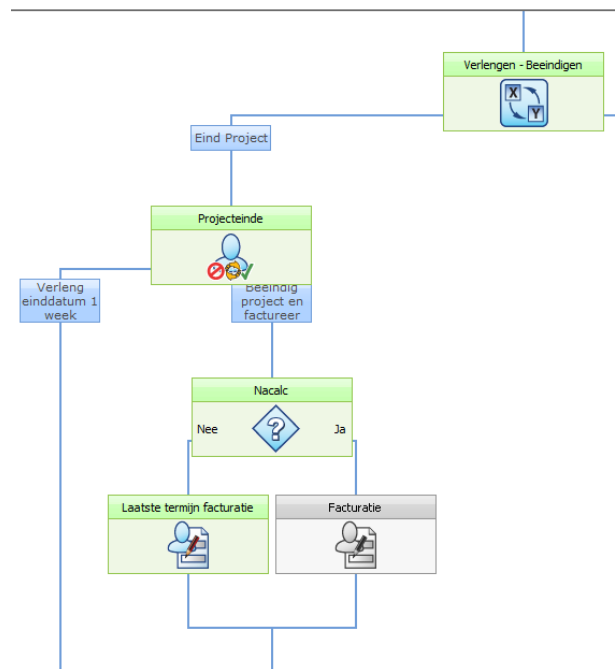 Verlengen - Beeindigen
X
Y
Eind Project
Projecteinde
Verleng
einddatum 1
week
Beeindig
project en
factureer
Nacalc
Nee
?
Ja
Laatste termijn facturatie
Facturatie